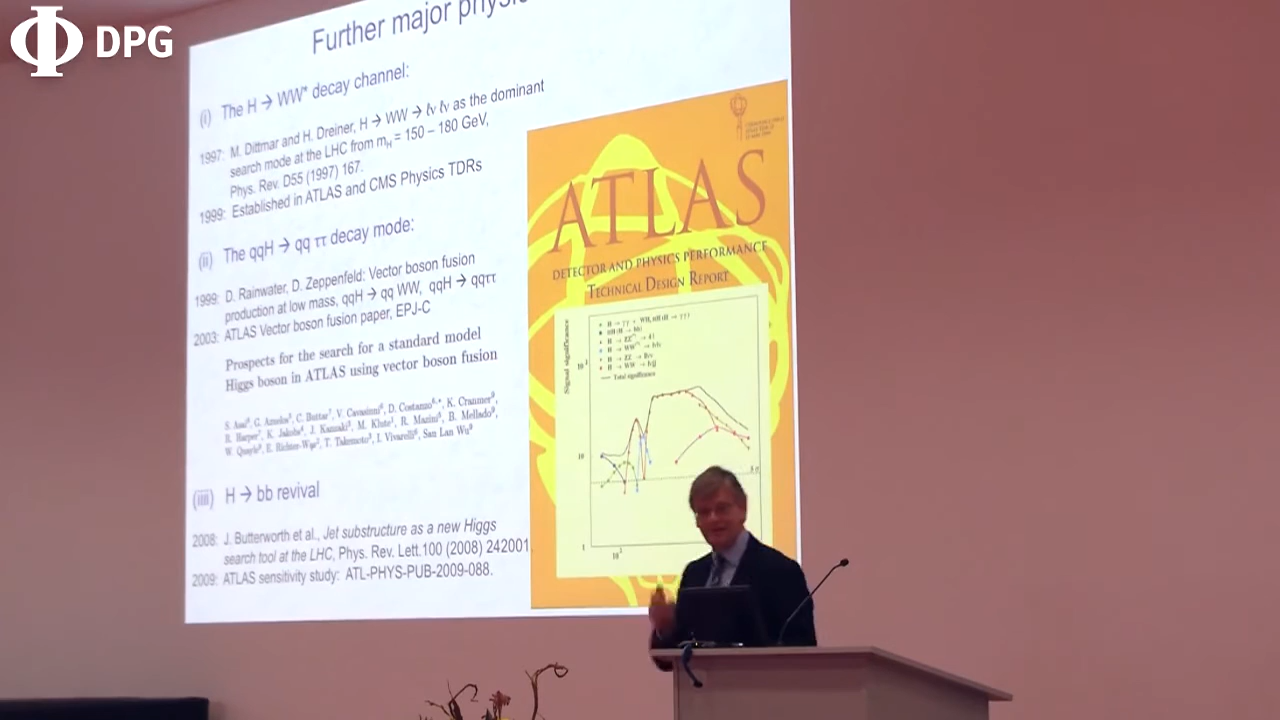 DPG
Further major physi
(i) The H → WW* decay channel:
1997: M. Dittmar and H. Dreiner, H → WW → ℓν ℓν as the dominant
search mode at the LHC from mH = 150 – 180 GeV,
Phys. Rev. D55 (1997) 167.
1999: Established in ATLAS and CMS Physics TDRs
(ii) The qqH → qq ττ decay mode:
1999: D. Rainwater, D. Zeppenfeld: Vector boson fusion
production at low mass, qqH → qq WW, qqH → qqττ
2003: ATLAS Vector boson fusion paper, EPJ-C
Prospects for the search for a standard model
Higgs boson in ATLAS using vector boson fusion
(iii) H → bb revival
2008: J. Butterworth et al., Jet substructure as a new Higgs
search tool at the LHC, Phys. Rev. Lett.100 (2008) 242001
2009: ATLAS sensitivity study: ATL-PHYS-PUB-2009-088.
ATLAS
DETECTOR AND PHYSICS PERFORMANCE
TECHNICAL DESIGN REPORT
Signal significance
Total significance
5 σ
10
1